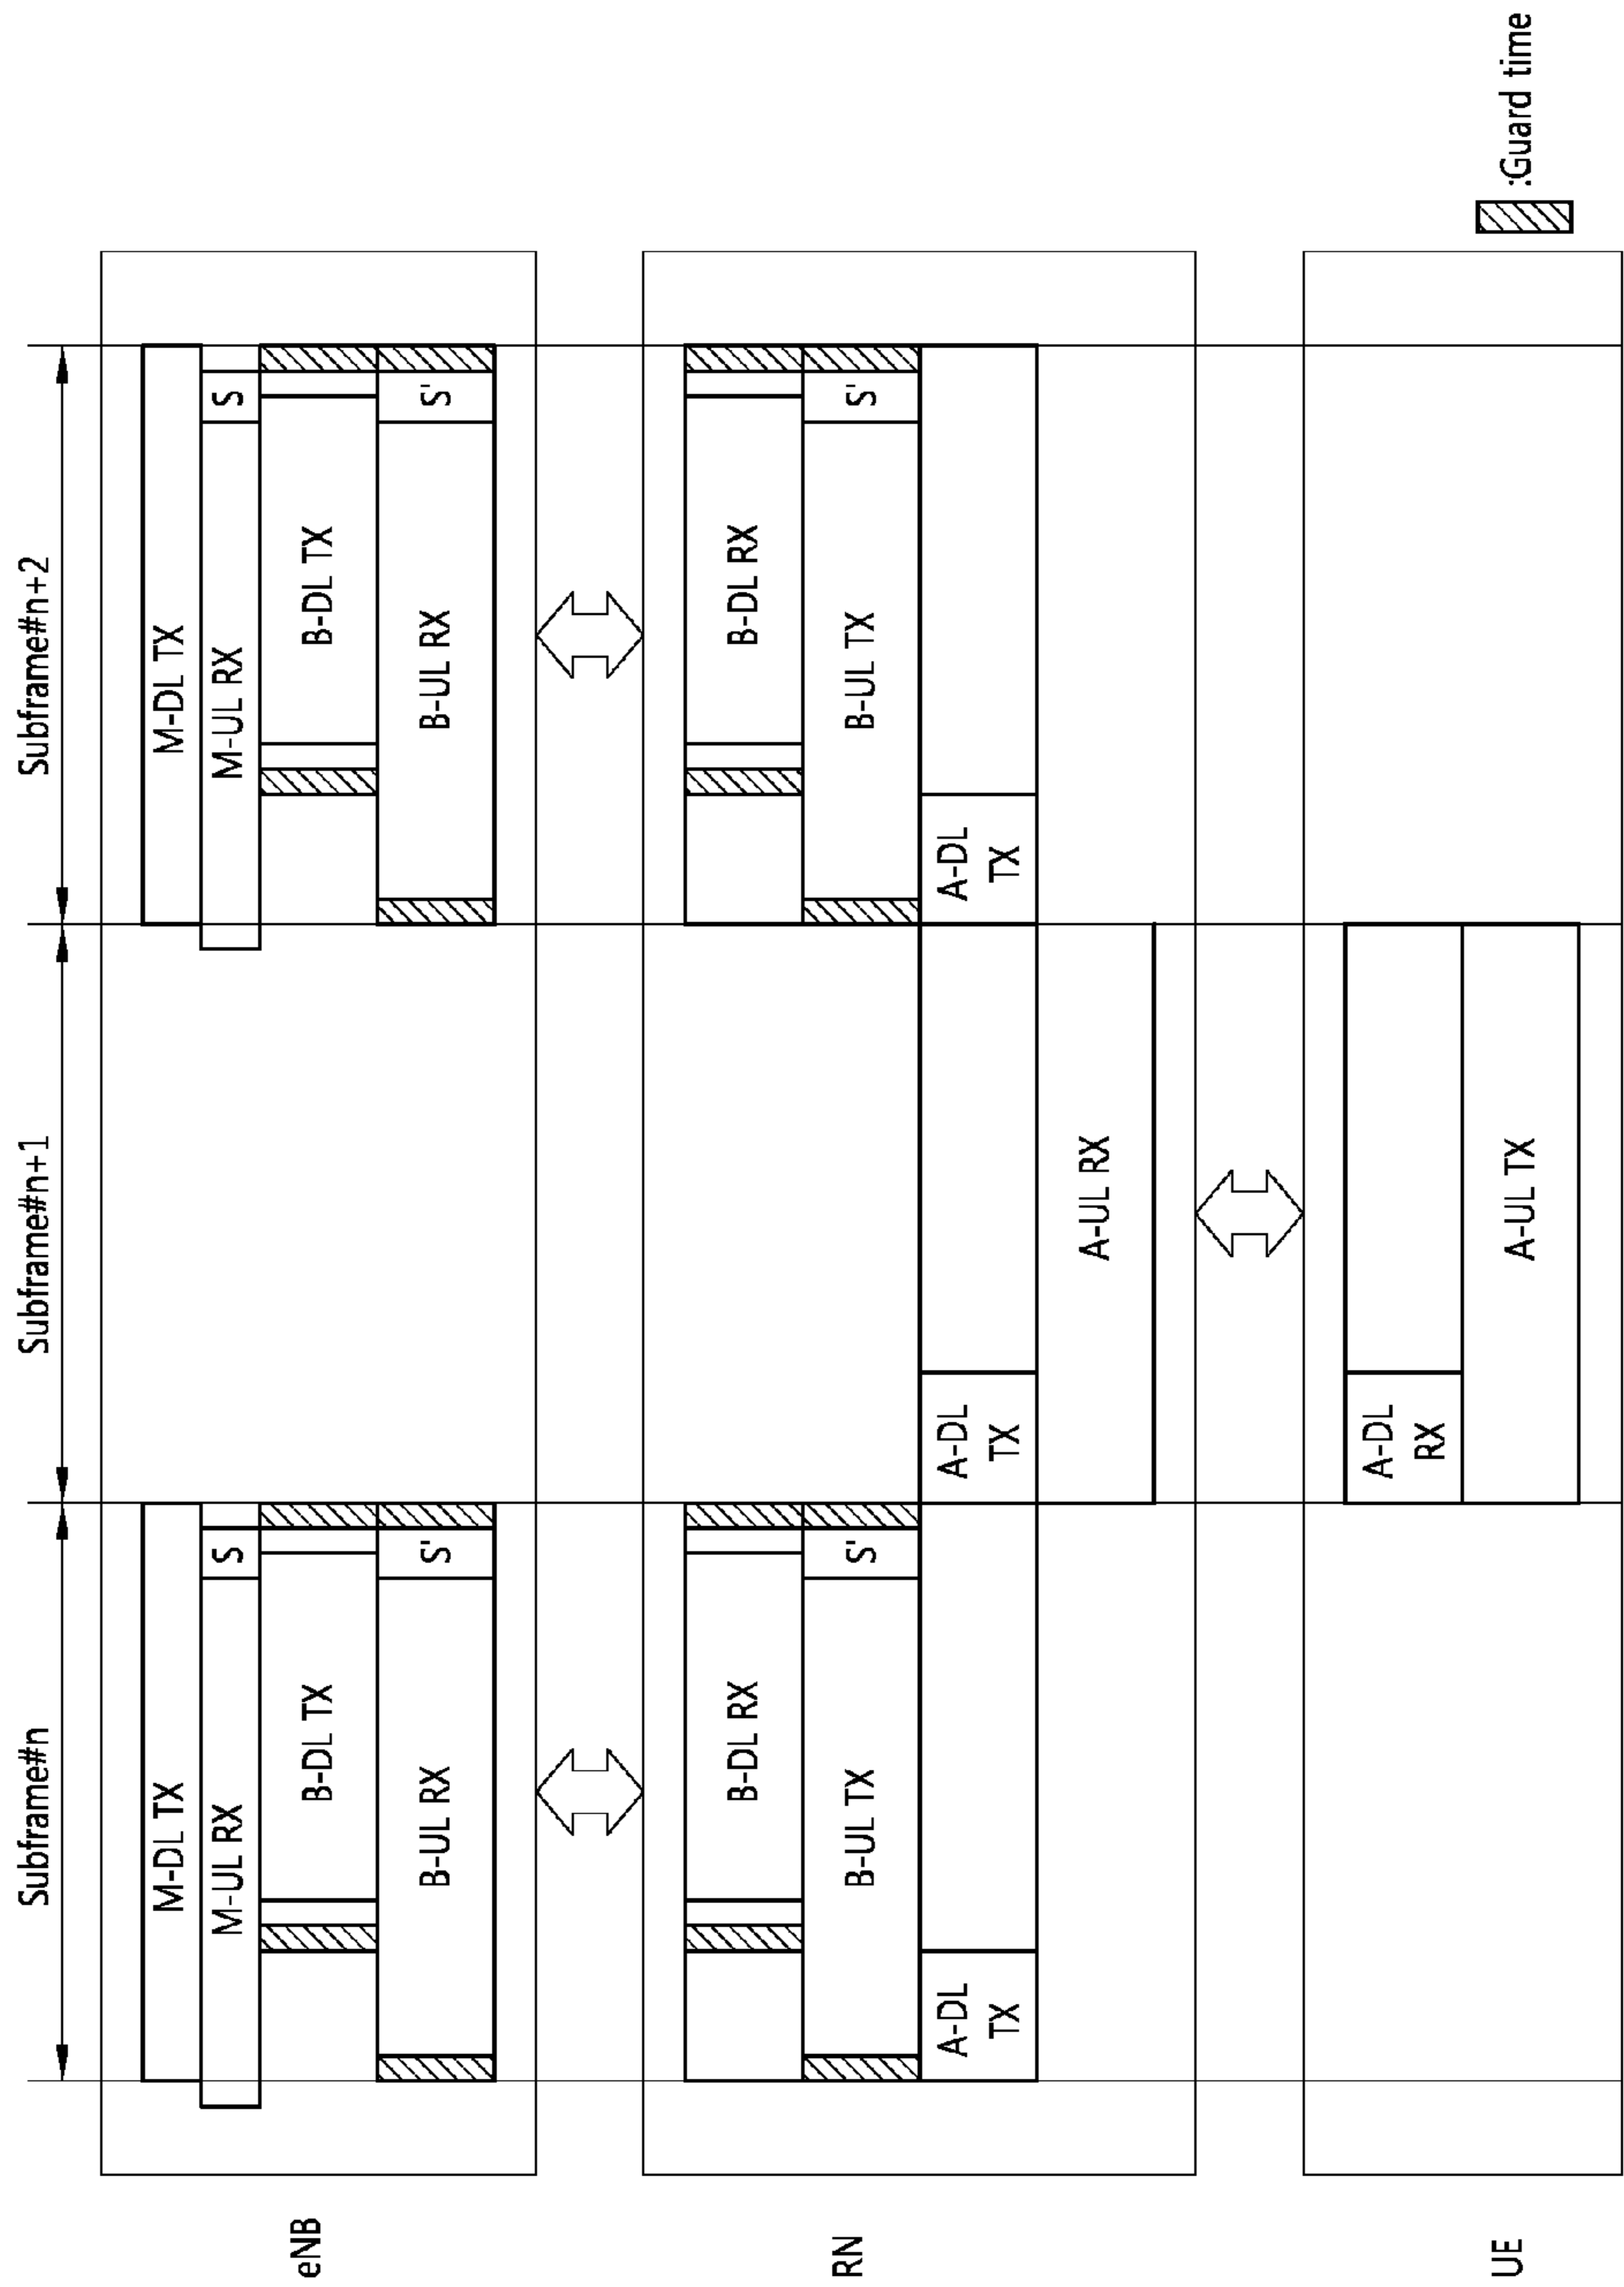 Subframe#n
Subframe#n+1
Subframe#n+2
eNB
M-DL TX
M-DL TX
M-UL RX
S
M-UL RX
S
B-DL TX
B-DL TX
B-UL RX
S'
B-UL RX
S'
RN
B-DL RX
B-DL RX
B-UL TX
S'
B-UL TX
S'
A-DL TX
A-DL TX
A-DL TX
A-UL RX
UE
A-DL RX
A-UL TX
:Guard time